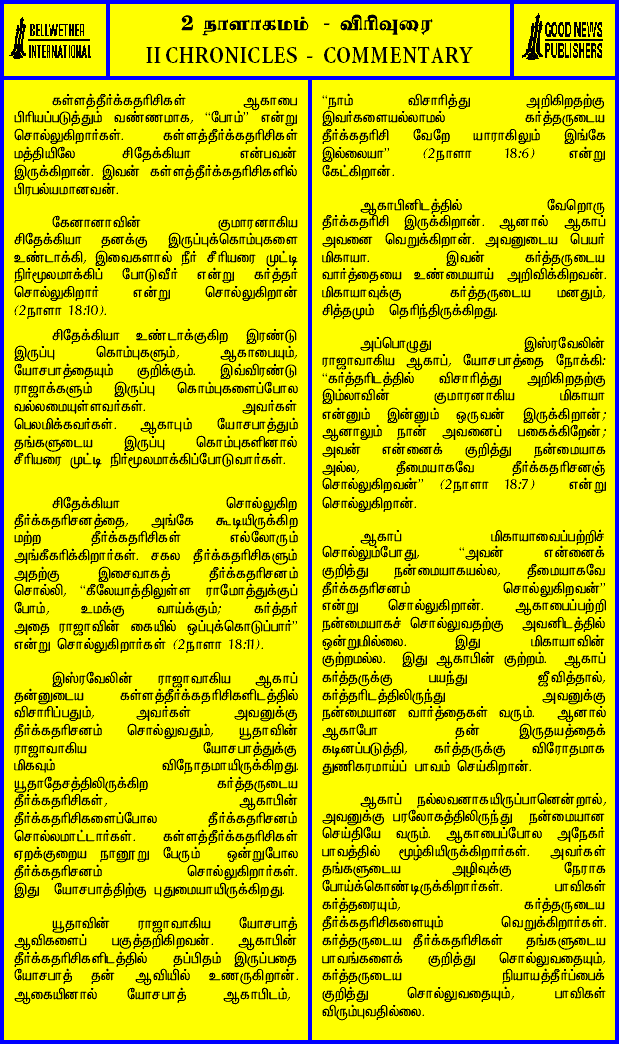 BELLWETHER
INTERNATIONAL
2 நாளாகமம் - விரிவுரை
II CHRONICLES - COMMENTARY
GOOD NEWS
PUBLISHERS
கள்ளத்தீர்க்கதரிசிகள் ஆகாபை
பிரியப்படுத்தும் வண்ணமாக, “போம்” என்று
சொல்லுகிறார்கள். கள்ளத்தீர்க்கதரிசிகள்
மத்தியிலே சிதேக்கியா என்பவன்
இருக்கிறான். இவன் கள்ளத்தீர்க்கதரிசிகளில்
பிரபல்யமானவன்.
கேனானாவின் குமாரனாகிய
சிதேக்கியா தனக்கு இருப்புக்கொம்புகளை
உண்டாக்கி, இவைகளால் நீர் சீரியரை முட்டி
நிர்மூலமாக்கிப் போடுவீர் என்று கர்த்தர்
சொல்லுகிறார் என்று சொல்லுகிறான்
(2நாளா 18:10).
சிதேக்கியா உண்டாக்குகிற இரண்டு
இருப்பு கொம்புகளும், ஆகாபையும்,
யோசபாத்தையும் குறிக்கும். இவ்விரண்டு
ராஜாக்களும் இருப்பு கொம்புகளைப்போல
வல்லமையுள்ளவர்கள். அவர்கள்
பெலமிக்கவர்கள். ஆகாபும் யோசபாத்தும்
தங்களுடைய இருப்பு கொம்புகளினால்
சீரியரை முட்டி நிர்மூலமாக்கிப்போடுவார்கள்.
சிதேக்கியா சொல்லுகிற
தீர்க்கதரிசனத்தை, அங்கே கூடியிருக்கிற
மற்ற தீர்க்கதரிசிகள் எல்லோரும்
அங்கீகரிக்கிறார்கள். சகல தீர்க்கதரிசிகளும்
அதற்கு இசைவாகத் தீர்க்கதரிசனம்
சொல்லி, “கீலேயாத்திலுள்ள ராமோத்துக்குப்
போம், உமக்கு வாய்க்கும்; கர்த்தர்
அதை ராஜாவின் கையில் ஒப்புக்கொடுப்பார்”
என்று சொல்லுகிறார்கள் (2நாளா 18:11).
இஸ்ரவேலின் ராஜாவாகிய ஆகாப்
தன்னுடைய கள்ளத்தீர்க்கதரிசிகளிடத்தில்
விசாரிப்பதும், அவர்கள் அவனுக்கு
தீர்க்கதரிசனம் சொல்லுவதும், யூதாவின்
ராஜாவாகிய யோசபாத்துக்கு
மிகவும் விநோதமாயிருக்கிறது.
யூதாதேசத்திலிருக்கிற கர்த்தருடைய
தீர்க்கதரிசிகள், ஆகாபின்
தீர்க்கதரிசிகளைப்போல தீர்க்கதரிசனம்
சொல்லமாட்டார்கள். கள்ளத்தீர்க்கதரிசிகள்
ஏறக்குறைய நானூறு பேரும் ஒன்றுபோல
தீர்க்கதரிசனம் சொல்லுகிறார்கள்.
இது யோசபாத்திற்கு புதுமையாயிருக்கிறது.
யூதாவின் ராஜாவாகிய யோசபாத்
ஆவிகளைப் பகுத்தறிகிறவன். ஆகாபின்
தீர்க்கதரிசிகளிடத்தில் தப்பிதம் இருப்பதை
யோசபாத் தன் ஆவியில் உணருகிறான்.
ஆகையினால் யோசபாத் ஆகாபிடம்,
“நாம் விசாரித்து அறிகிறதற்கு
இவர்களையல்லாமல் கர்த்தருடைய
தீர்க்கதரிசி வேறே யாராகிலும் இங்கே
இல்லையா” (2நாளா 18:6) என்று
கேட்கிறான்.
ஆகாபினிடத்தில் வேறொரு
தீர்க்கதரிசி இருக்கிறான். ஆனால் ஆகாப்
அவனை வெறுக்கிறான். அவனுடைய பெயர்
மிகாயா. இவன் கர்த்தருடைய
வார்த்தையை உண்மையாய் அறிவிக்கிறவன்.
மிகாயாவுக்கு கர்த்தருடைய மனதும்,
சித்தமும் தெரிந்திருக்கிறது.
அப்பொழுது இஸ்ரவேலின்
ராஜாவாகிய ஆகாப், யோசபாத்தை நோக்கி:
“கர்த்தரிடத்தில் விசாரித்து அறிகிறதற்கு
இம்லாவின் குமாரனாகிய மிகாயா
என்னும் இன்னும் ஒருவன் இருக்கிறான்;
ஆனாலும் நான் அவனைப் பகைக்கிறேன்;
அவன் என்னைக் குறித்து நன்மையாக
அல்ல, தீமையாகவே தீர்க்கதரிசனஞ்
சொல்லுகிறவன்” (2நாளா 18:7) என்று
சொல்லுகிறான்.
ஆகாப் மிகாயாவைப்பற்றிச்
சொல்லும்போது, “அவன் என்னைக்
குறித்து நன்மையாகயல்ல, தீமையாகவே
தீர்க்கதரிசனம் சொல்லுகிறவன்”
என்று சொல்லுகிறான். ஆகாபைப்பற்றி
நன்மையாகச் சொல்லுவதற்கு அவனிடத்தில்
ஒன்றுமில்லை. இது மிகாயாவின்
குற்றமல்ல. இது ஆகாபின் குற்றம். ஆகாப்
கர்த்தருக்கு பயந்து ஜீவித்தால்,
கர்த்தரிடத்திலிருந்து அவனுக்கு
நன்மையான வார்த்தைகள் வரும். ஆனால்
ஆகாபோ தன் இருதயத்தைக்
கடினப்படுத்தி, கர்த்தருக்கு விரோதமாக
துணிகரமாய்ப் பாவம் செய்கிறான்.
ஆகாப் நல்லவனாகயிருப்பானென்றால்,
அவனுக்கு பரலோகத்திலிருந்து நன்மையான
செய்தியே வரும். ஆகாபைப்போல அநேகர்
பாவத்தில் மூழ்கியிருக்கிறார்கள். அவர்கள்
தங்களுடைய அழிவுக்கு நேராக
போய்க்கொண்டிருக்கிறார்கள். பாவிகள்
கர்த்தரையும், கர்த்தருடைய
தீர்க்கதரிசிகளையும் வெறுக்கிறார்கள்.
கர்த்தருடைய தீர்க்கதரிசிகள் தங்களுடைய
பாவங்களைக் குறித்து சொல்லுவதையும்,
கர்த்தருடைய நியாயத்தீர்ப்பைக்
குறித்து சொல்லுவதையும், பாவிகள்
விரும்புவதில்லை.